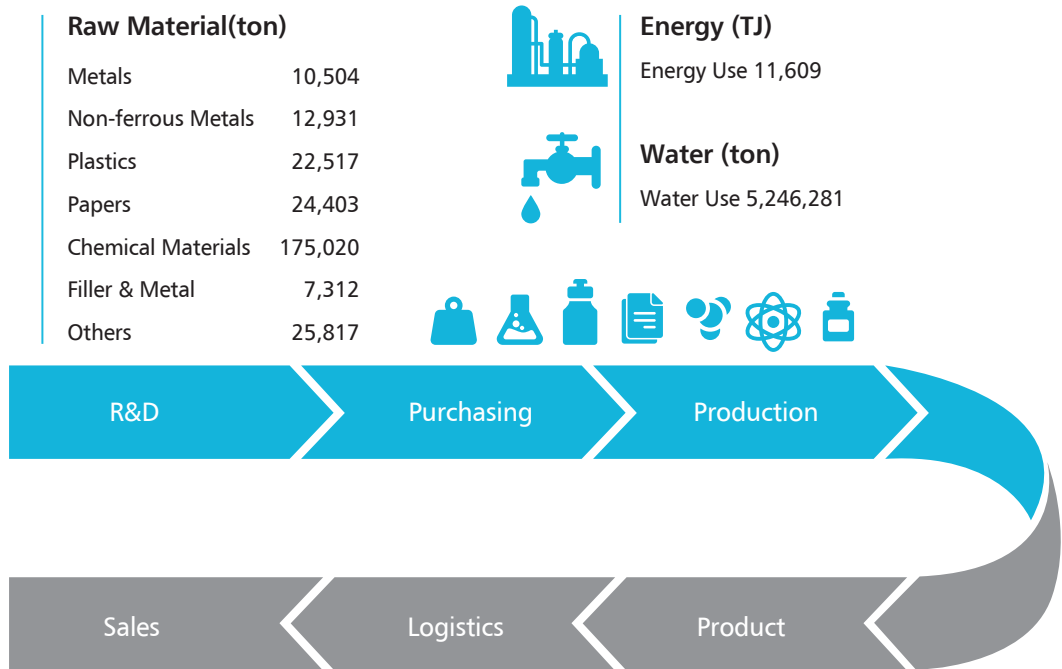 Raw Material(ton)
Metals 10,504
Non-ferrous Metals 12,931
Plastics 22,517
Papers 24,403
Chemical Materials 175,020
Filler & Metal 7,312
Others 25,817
Energy (TJ)
Energy Use 11,609
Water (ton)
Water Use 5,246,281
R&D Purchasing Production
Sales Logistics Product